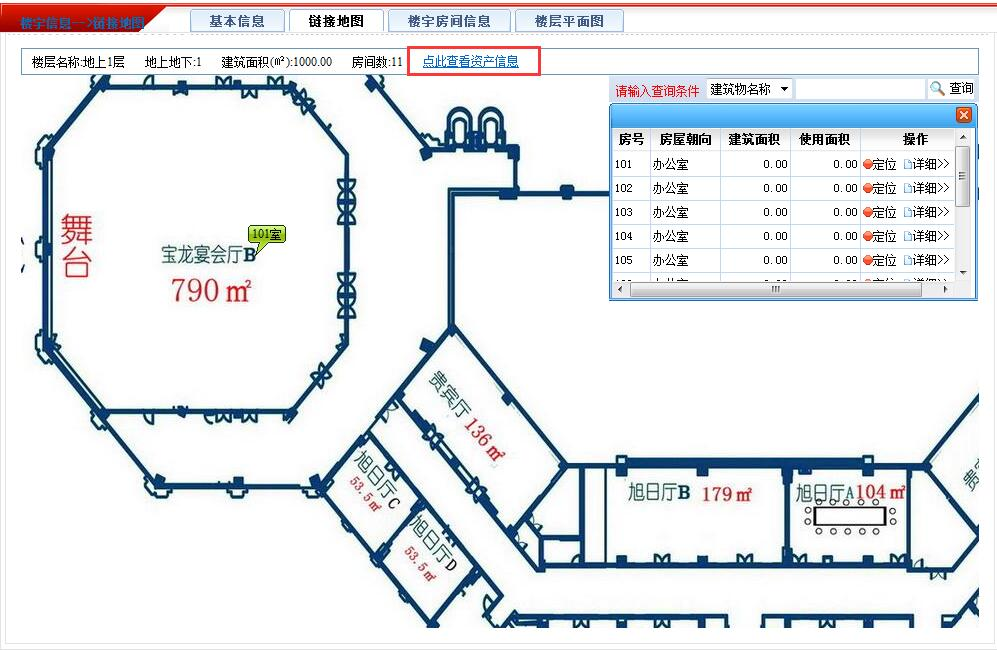 楼宇信息-->链接地图
基本信息
链接地图
楼宇房间信息
楼层平面图
楼层名称:地上1层 地上地下:1 建筑面积(㎡):1000.00 房间数:11 点此查看资产信息
请输入查询条件 建筑物名称 查询
房号 房屋朝向 建筑面积 使用面积 操作
101 办公室 0.00 0.00 定位 详细>>
102 办公室 0.00 0.00 定位 详细>>
103 办公室 0.00 0.00 定位 详细>>
104 办公室 0.00 0.00 定位 详细>>
105 办公室 0.00 0.00 定位 详细>>
舞台
101室
宝龙宴会厅B
790 ㎡
贵宾厅
136 ㎡
旭日厅C
53.5 ㎡
旭日厅D
53.5 ㎡
旭日厅B 179 ㎡
旭日厅A 104 ㎡